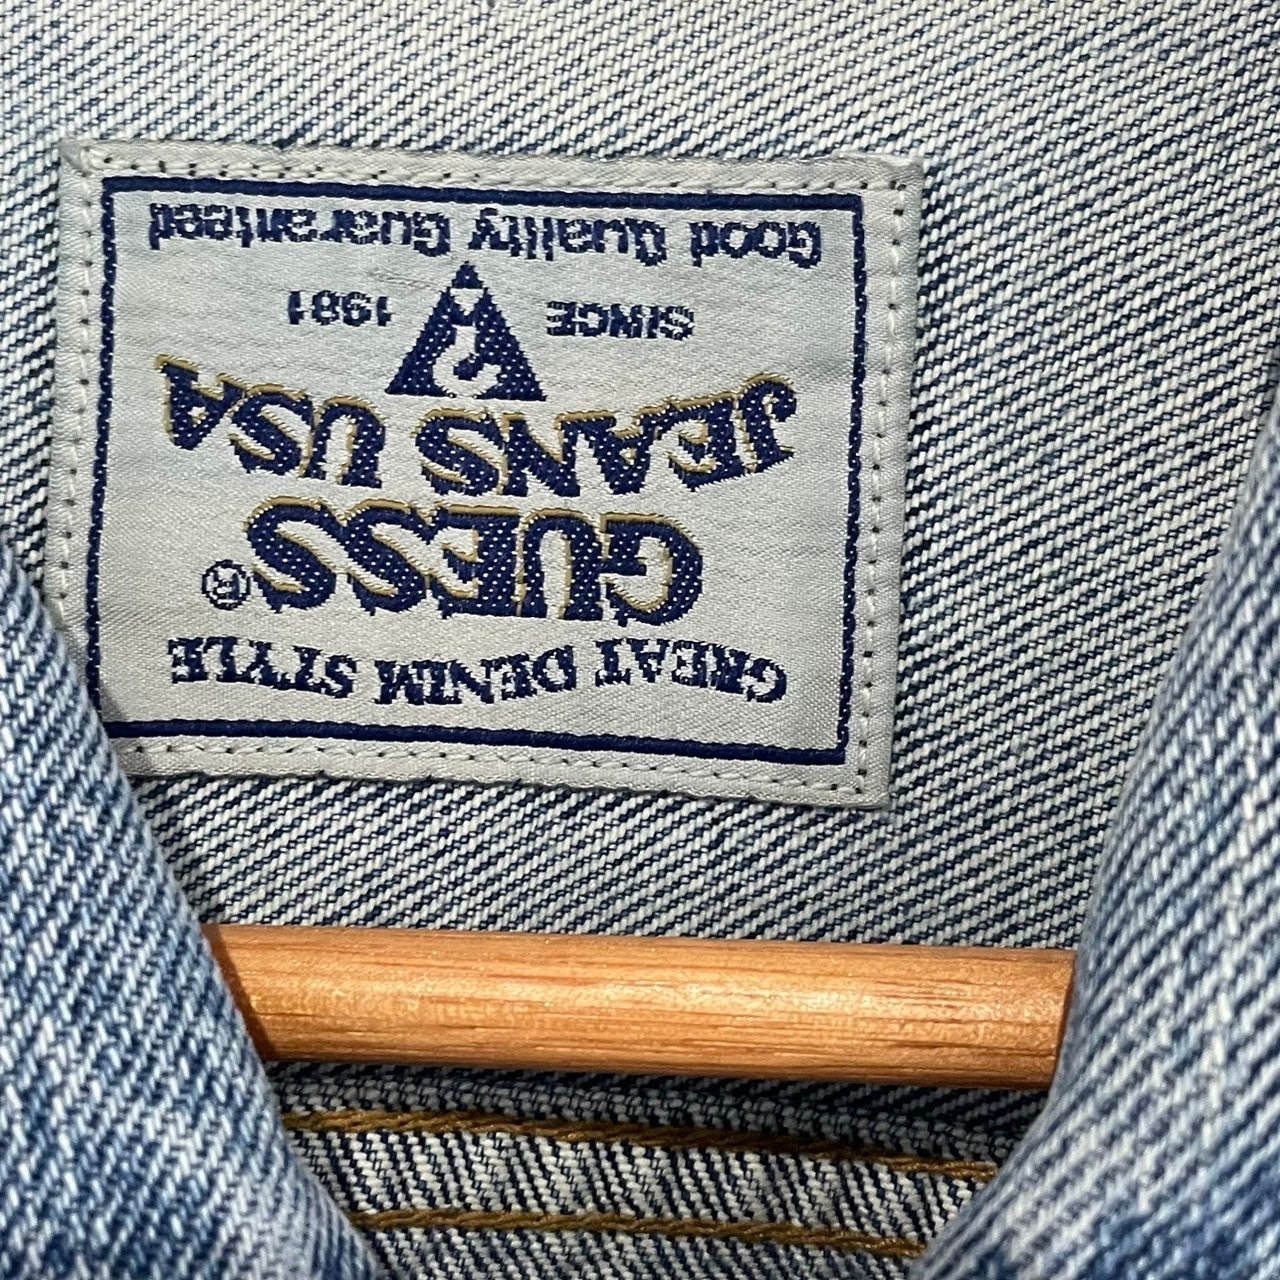 GREAT DENIM STYLE
GUESS®
JEANS USA
SINCE ? 1981
Good Quality Guaranteed